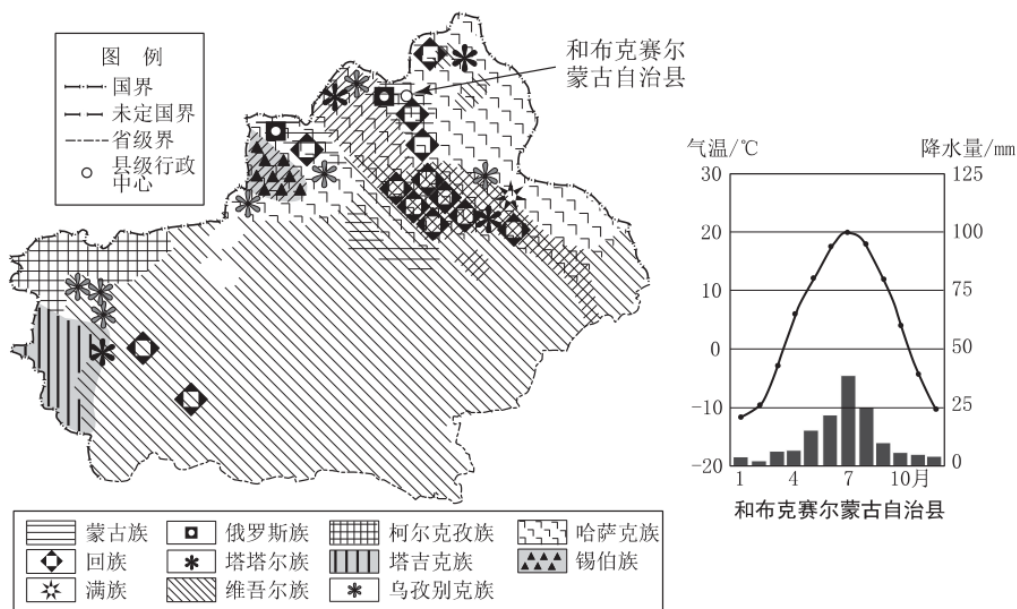 图 例
国界
未定国界
省级界
县级行政
中心
和布克赛尔
蒙古自治县
气温/℃
降水量/mm
30
20
10
0
-10
-20
125
100
75
50
25
0
1
4
7
10月
和布克赛尔蒙古自治县
蒙古族
俄罗斯族
柯尔克孜族
哈萨克族
回族
塔塔尔族
塔吉克族
锡伯族
满族
维吾尔族
乌孜别克族